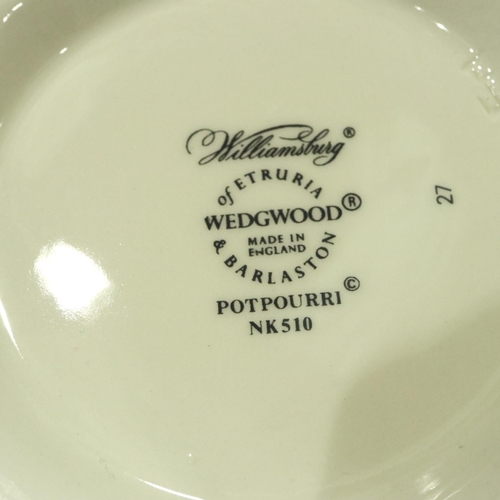 Williamsburg®
of ETRURIA
WEDGWOOD®
MADE IN
ENGLAND
& BARLASTON
POTPOURRI©
NK510
27